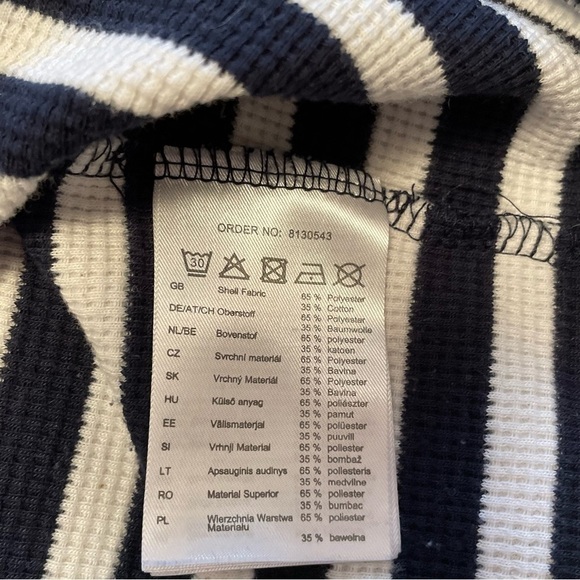 ORDER NO: 8130543
30
GB Shell Fabric 65 % Polyester
35 % Cotton
DE/AT/CH Oberstoff 65 % Polyester
35 % Baumwolle
NL/BE Bovenstof 65 % polyester
35 % katoen
CZ Svrchní materiál 65 % Polyester
35 % Bavlna
SK Vrchný Materiál 65 % Polyester
35 % Bavlna
HU Külső anyag 65 % poliészter
35 % pamut
EE Välismaterjal 65 % polüester
35 % puuvill
SI Vrhnji Material 65 % poliester
35 % bombaž
LT Apsauginis audinys 65 % poliesteris
35 % medvilnė
RO Material Superior 65 % poliester
35 % bumbac
PL Wierzchnia Warstwa 65 % poliester
Materiału
35 % bawełna